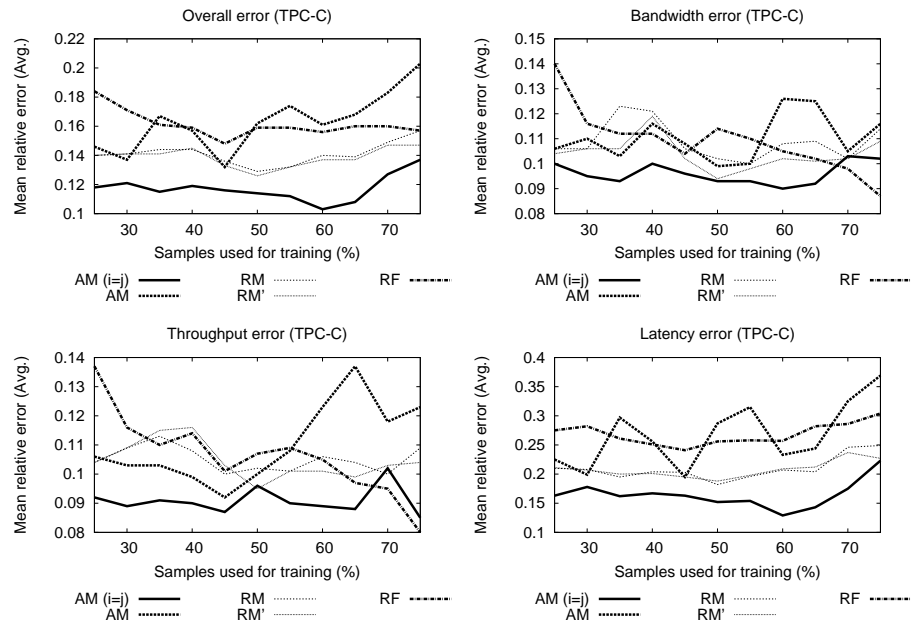 Overall error (TPC-C)
Mean relative error (Avg.)
0.22
0.2
0.18
0.16
0.14
0.12
0.1
30 40 50 60 70
Samples used for training (%)
AM (i=j) RM RF
AM RM'
Bandwidth error (TPC-C)
Mean relative error (Avg.)
0.15
0.14
0.13
0.12
0.11
0.1
0.09
0.08
30 40 50 60 70
Samples used for training (%)
AM (i=j) RM RF
AM RM'
Throughput error (TPC-C)
Mean relative error (Avg.)
0.14
0.13
0.12
0.11
0.1
0.09
0.08
30 40 50 60 70
Samples used for training (%)
AM (i=j) RM RF
AM RM'
Latency error (TPC-C)
Mean relative error (Avg.)
0.4
0.35
0.3
0.25
0.2
0.15
0.1
30 40 50 60 70
Samples used for training (%)
AM (i=j) RM RF
AM RM'